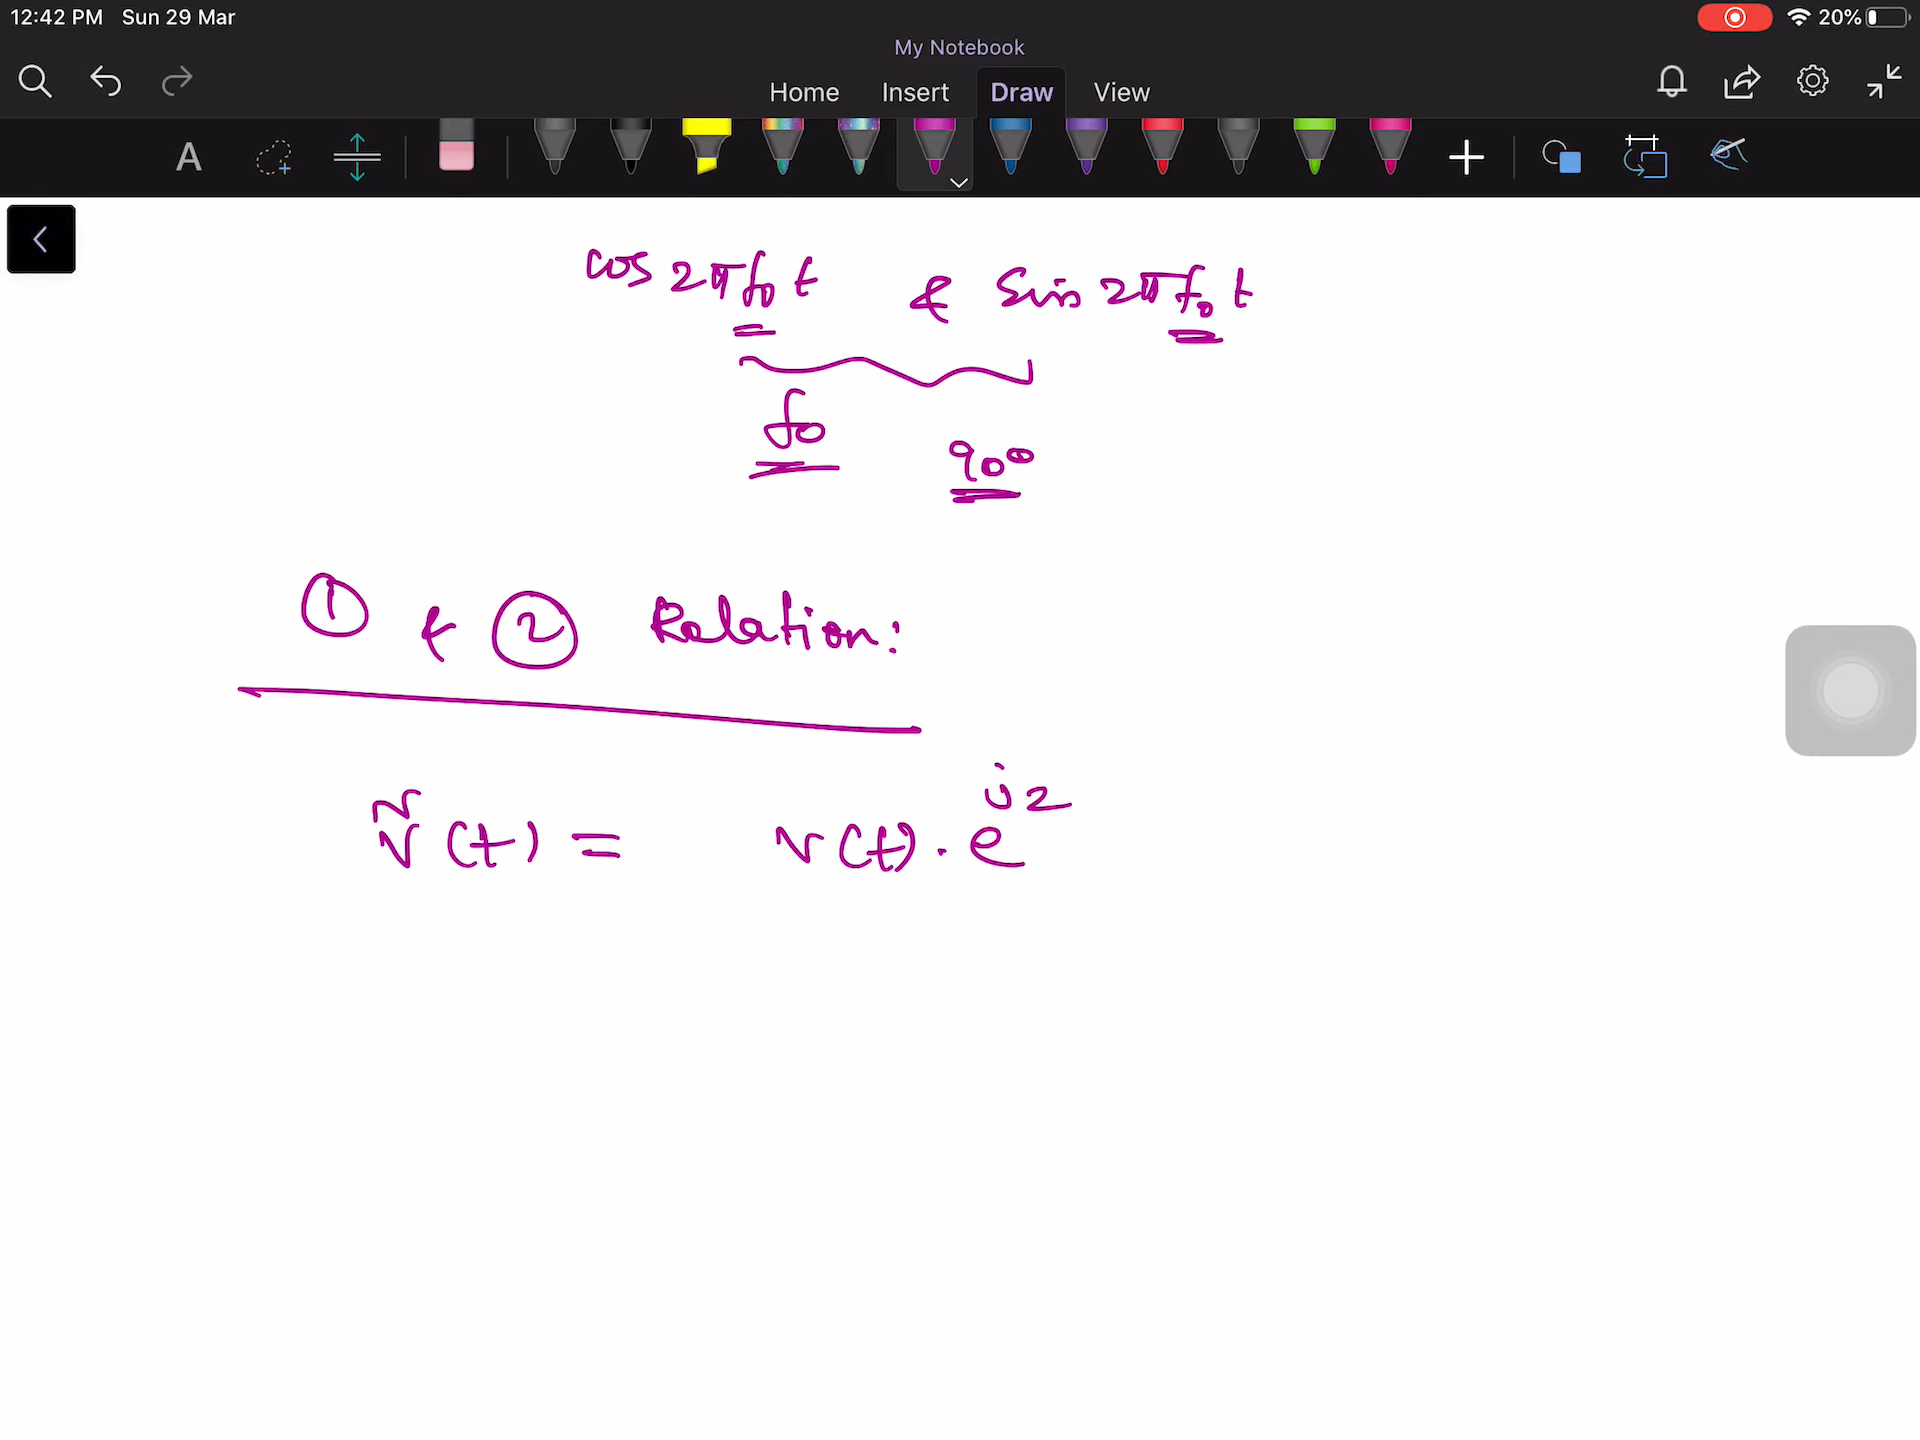 12:42 PM Sun 29 Mar 20%
My Notebook
Home Insert Draw View
A
cos 2πf₀t & Sin 2πf₀t
f₀ 90°
① & ② Relation:
ṽ(t) = v(t) · e^{j2